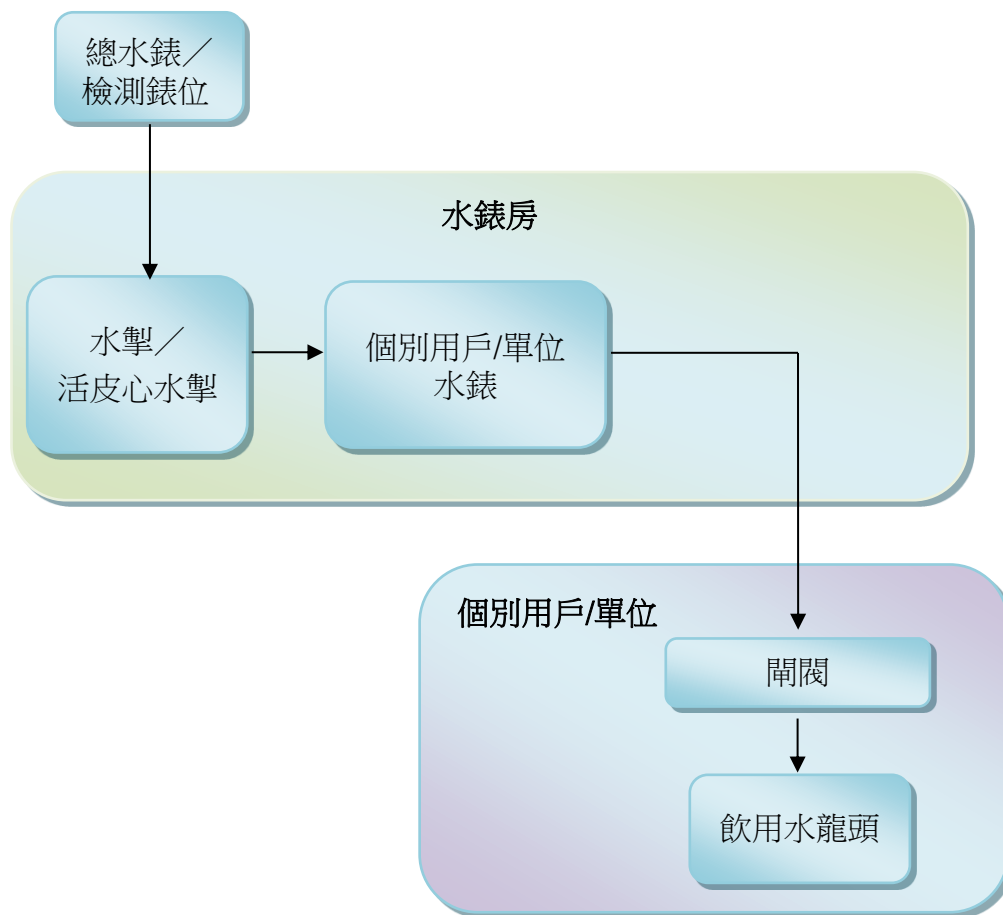 總水錶／
檢測錶位
水錶房
水掣／
活皮心水掣
個別用戶/單位
水錶
個別用戶/單位
閘閥
飲用水龍頭